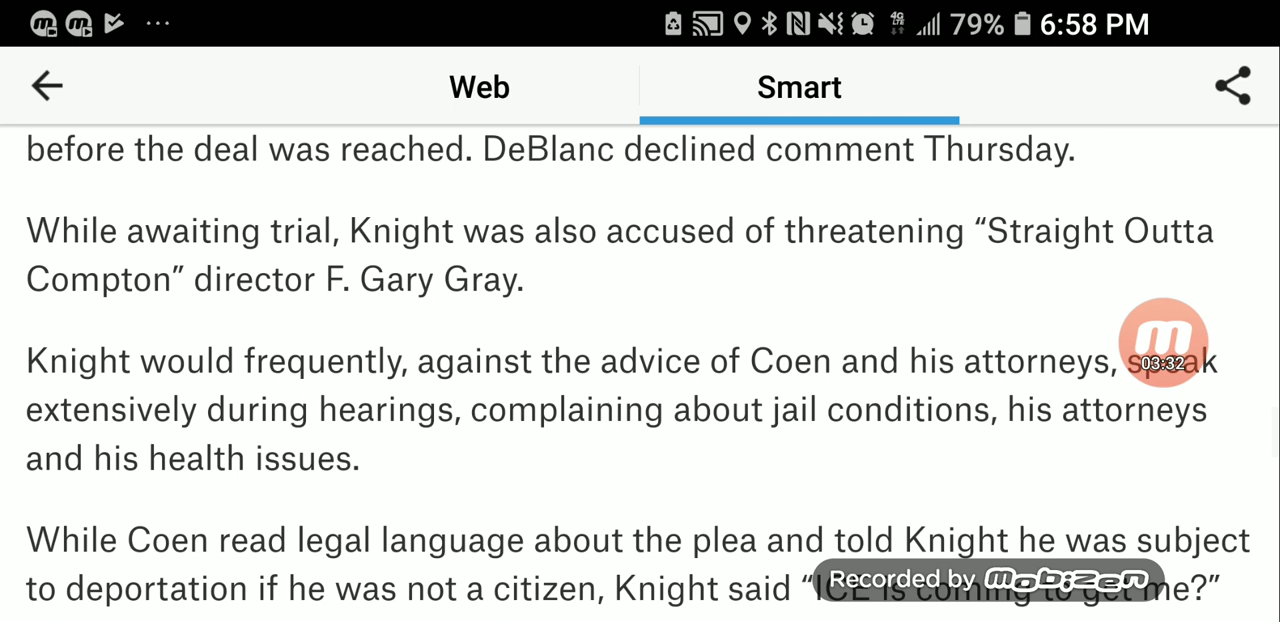 79% 6:58 PM
Web Smart
before the deal was reached. DeBlanc declined comment Thursday.
While awaiting trial, Knight was also accused of threatening “Straight Outta
Compton” director F. Gary Gray.
Knight would frequently, against the advice of Coen and his attorneys, speak
03:32
extensively during hearings, complaining about jail conditions, his attorneys
and his health issues.
While Coen read legal language about the plea and told Knight he was subject
to deportation if he was not a citizen, Knight said “ICE is coming to get me?”
Recorded by mobizen